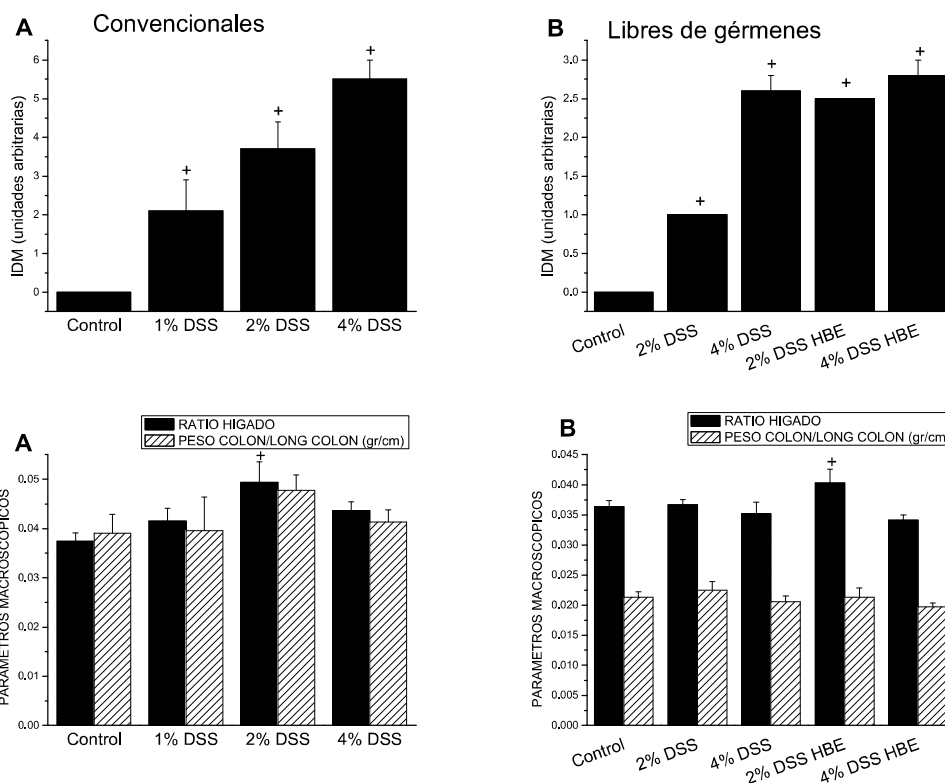 A Convencionales
IDM (unidades arbitrarias)
6
5
4
3
2
1
0
+
+
+
Control 1% DSS 2% DSS 4% DSS
B Libres de gérmenes
IDM (unidades arbitrarias)
3.0
2.5
2.0
1.5
1.0
0.5
0.0
+
+
+
+
Control 2% DSS 4% DSS 2% DSS HBE 4% DSS HBE
A
RATIO HIGADO
PESO COLON/LONG COLON (gr/cm)
PARAMETROS MACROSCOPICOS
0.05
0.04
0.03
0.02
0.01
0.00
+
Control 1% DSS 2% DSS 4% DSS
B
RATIO HIGADO
PESO COLON/LONG COLON (gr/cm)
PARAMETROS MACROSCOPICOS
0.045
0.040
0.035
0.030
0.025
0.020
0.015
0.010
0.005
0.000
+
Control 2% DSS 4% DSS 2% DSS HBE 4% DSS HBE